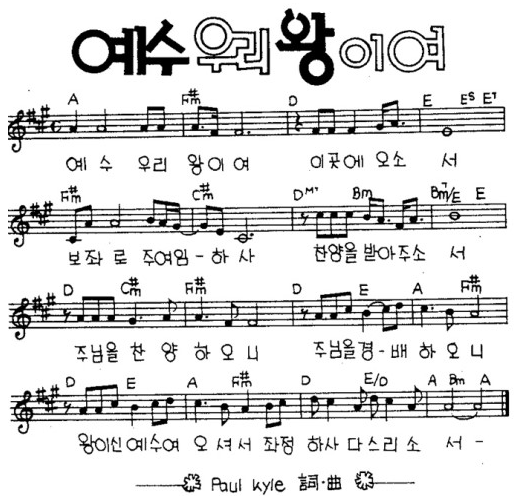 예수 우리 왕이여
A F#m D E E⁵ E⁷
예 수 우리 왕이여 이곳에 오소 서
F#m C#m DM⁷ Bm Bm⁷/E E
보좌로 주여임-하사 찬양을받아주소 서
D C#m F#m D E A F#m
주님을 찬 양 하오니 주님을경-배 하오니
D E A F#m D E/D A Bm A
왕이신예수여 오셔서 좌정 하사 다스리소 서-
Paul Kyle 詞·曲